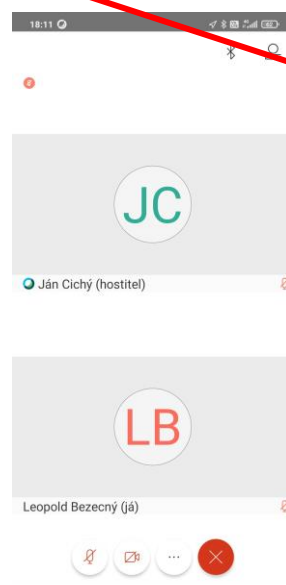 18:11
JC
Ján Cichý (hostitel)
LB
Leopold Bezecný (já)